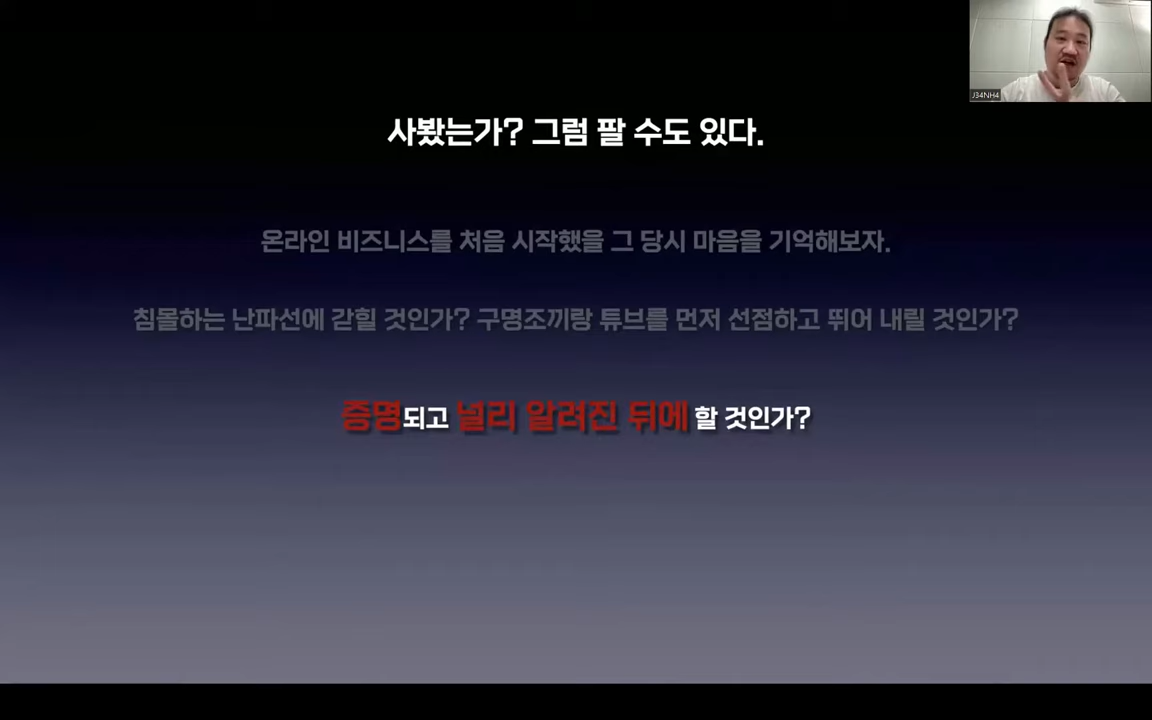 J34NH4
사봤는가? 그럼 팔 수도 있다.
온라인 비즈니스를 처음 시작했을 그 당시 마음을 기억해보자.
침몰하는 난파선에 갇힐 것인가? 구명조끼랑 튜브를 먼저 선점하고 뛰어 내릴 것인가?
증명되고 널리 알려진 뒤에 할 것인가?